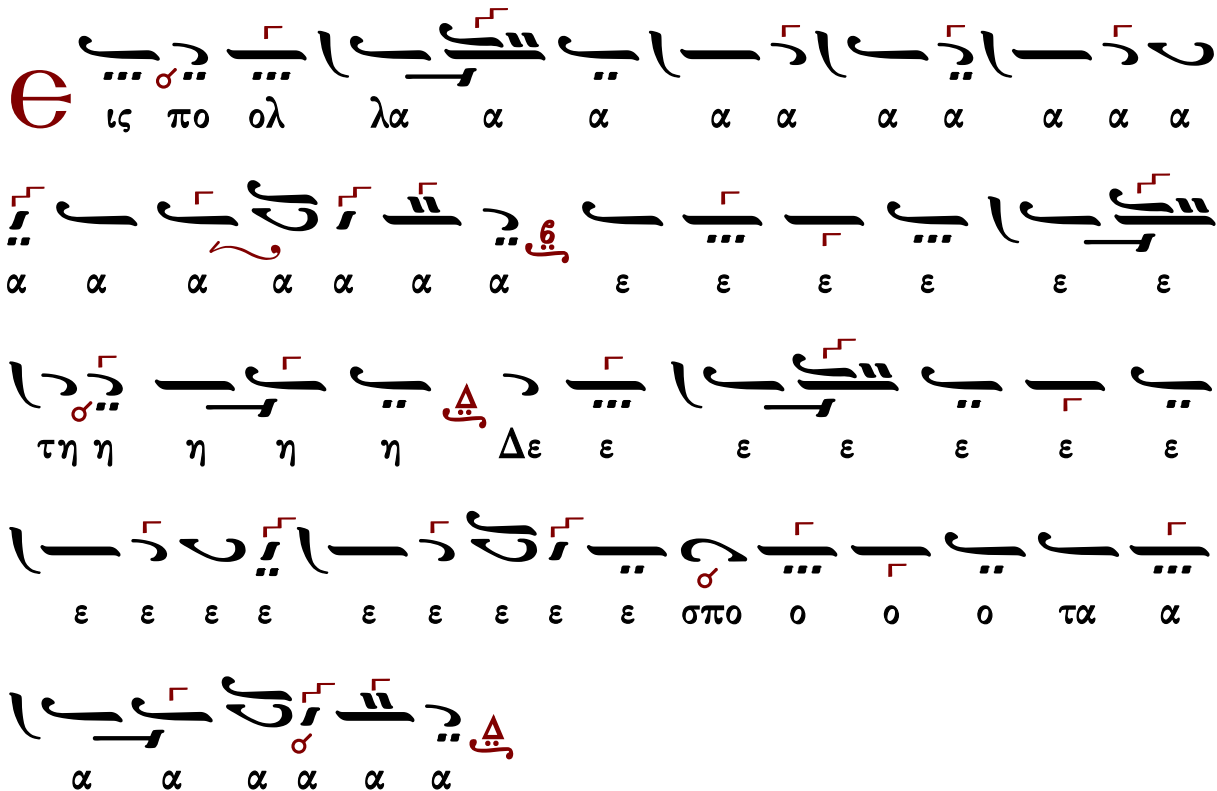 Є ις πο ολ λα α α α α α α α α α
α α α α α α α ε ε ε ε ε ε
τη η η η η Δε ε ε ε ε ε ε
ε ε ε ε ε ε ε ε ε σπο ο ο ο τα α
α α α α α α